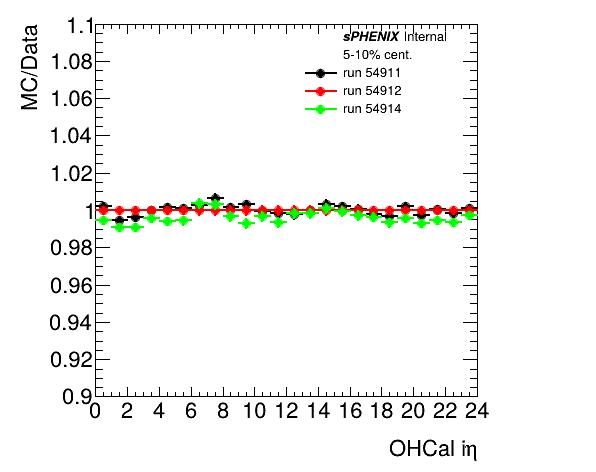 MC/Data
1.1
1.08
1.06
1.04
1.02
1
0.98
0.96
0.94
0.92
0.9
sPHENIX Internal
5-10% cent.
run 54911
run 54912
run 54914
0 2 4 6 8 10 12 14 16 18 20 22 24
OHCal iη